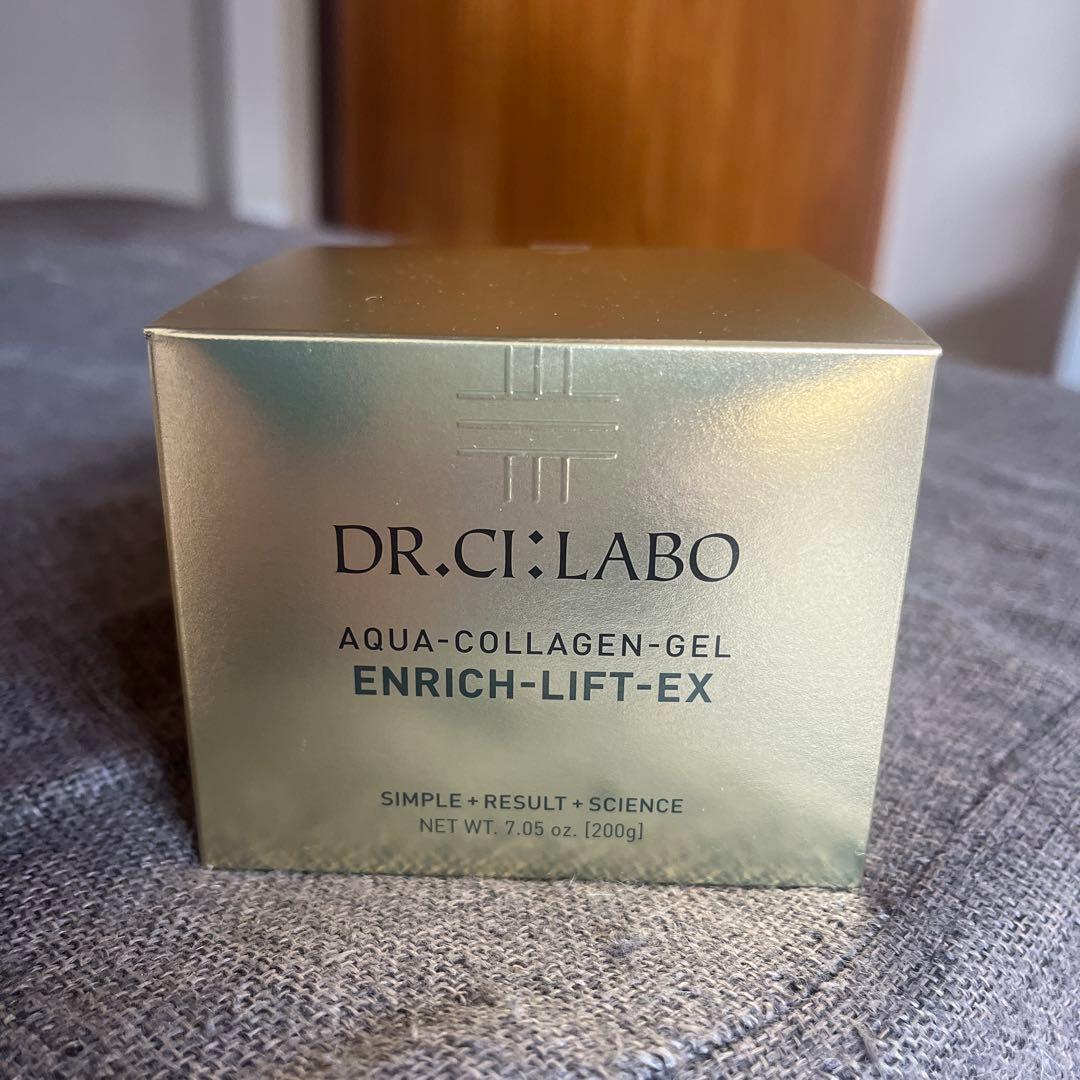 DR.CI:LABO
AQUA-COLLAGEN-GEL
ENRICH-LIFT-EX
SIMPLE + RESULT + SCIENCE
NET WT. 7.05 oz. [200g]